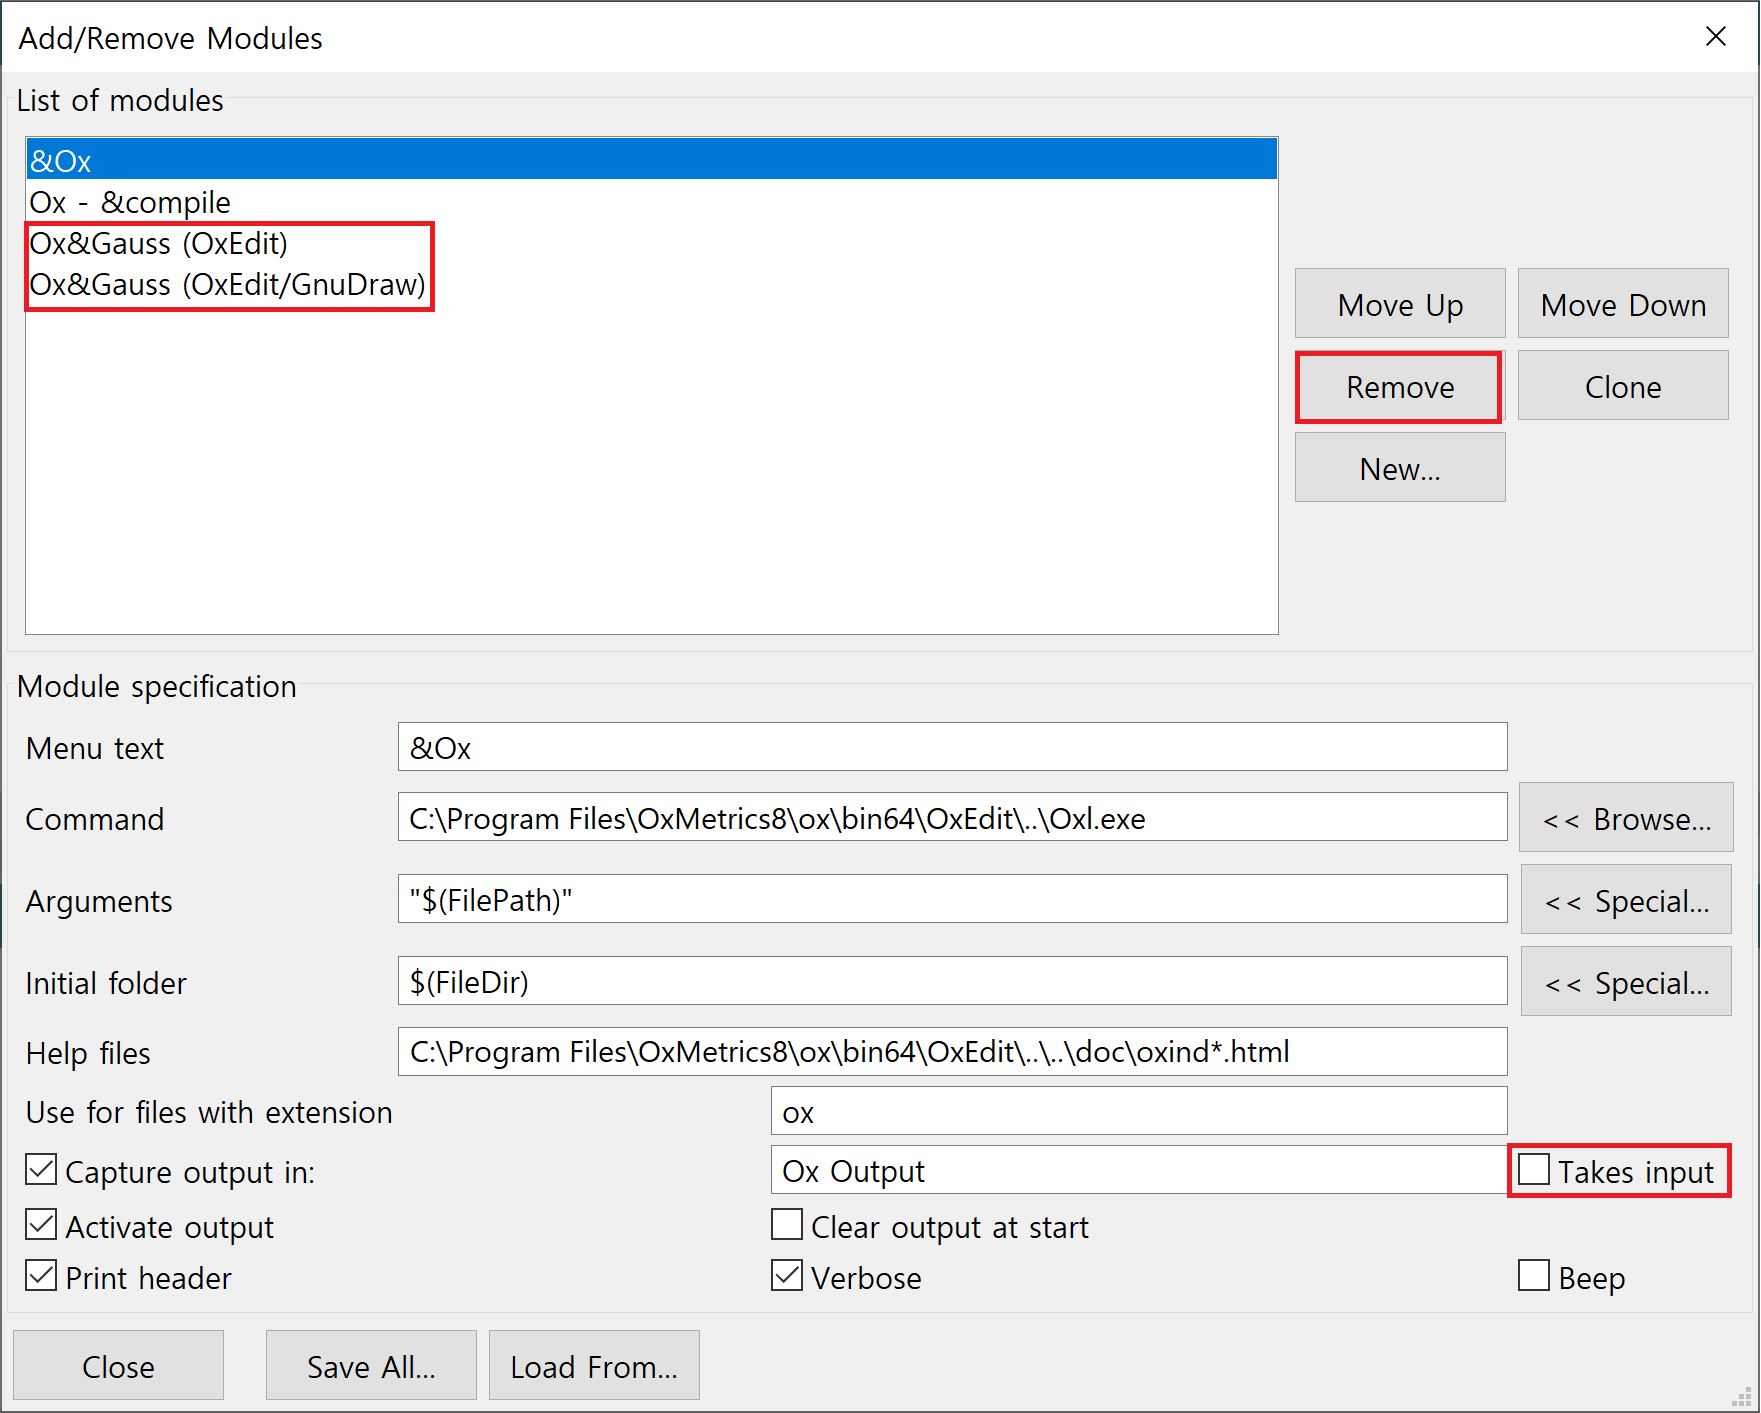 Add/Remove Modules
List of modules
&Ox
Ox - &compile
Ox&Gauss (OxEdit)
Ox&Gauss (OxEdit/GnuDraw)
Move Up
Move Down
Remove
Clone
New...
Module specification
Menu text
&Ox
Command
C:\Program Files\OxMetrics8\ox\bin64\OxEdit\..\Oxl.exe
<< Browse...
Arguments
"$(FilePath)"
<< Special...
Initial folder
$(FileDir)
<< Special...
Help files
C:\Program Files\OxMetrics8\ox\bin64\OxEdit\..\..\doc\oxind*.html
Use for files with extension
ox
Capture output in:
Ox Output
Takes input
Activate output
Clear output at start
Print header
Verbose
Beep
Close
Save All...
Load From...